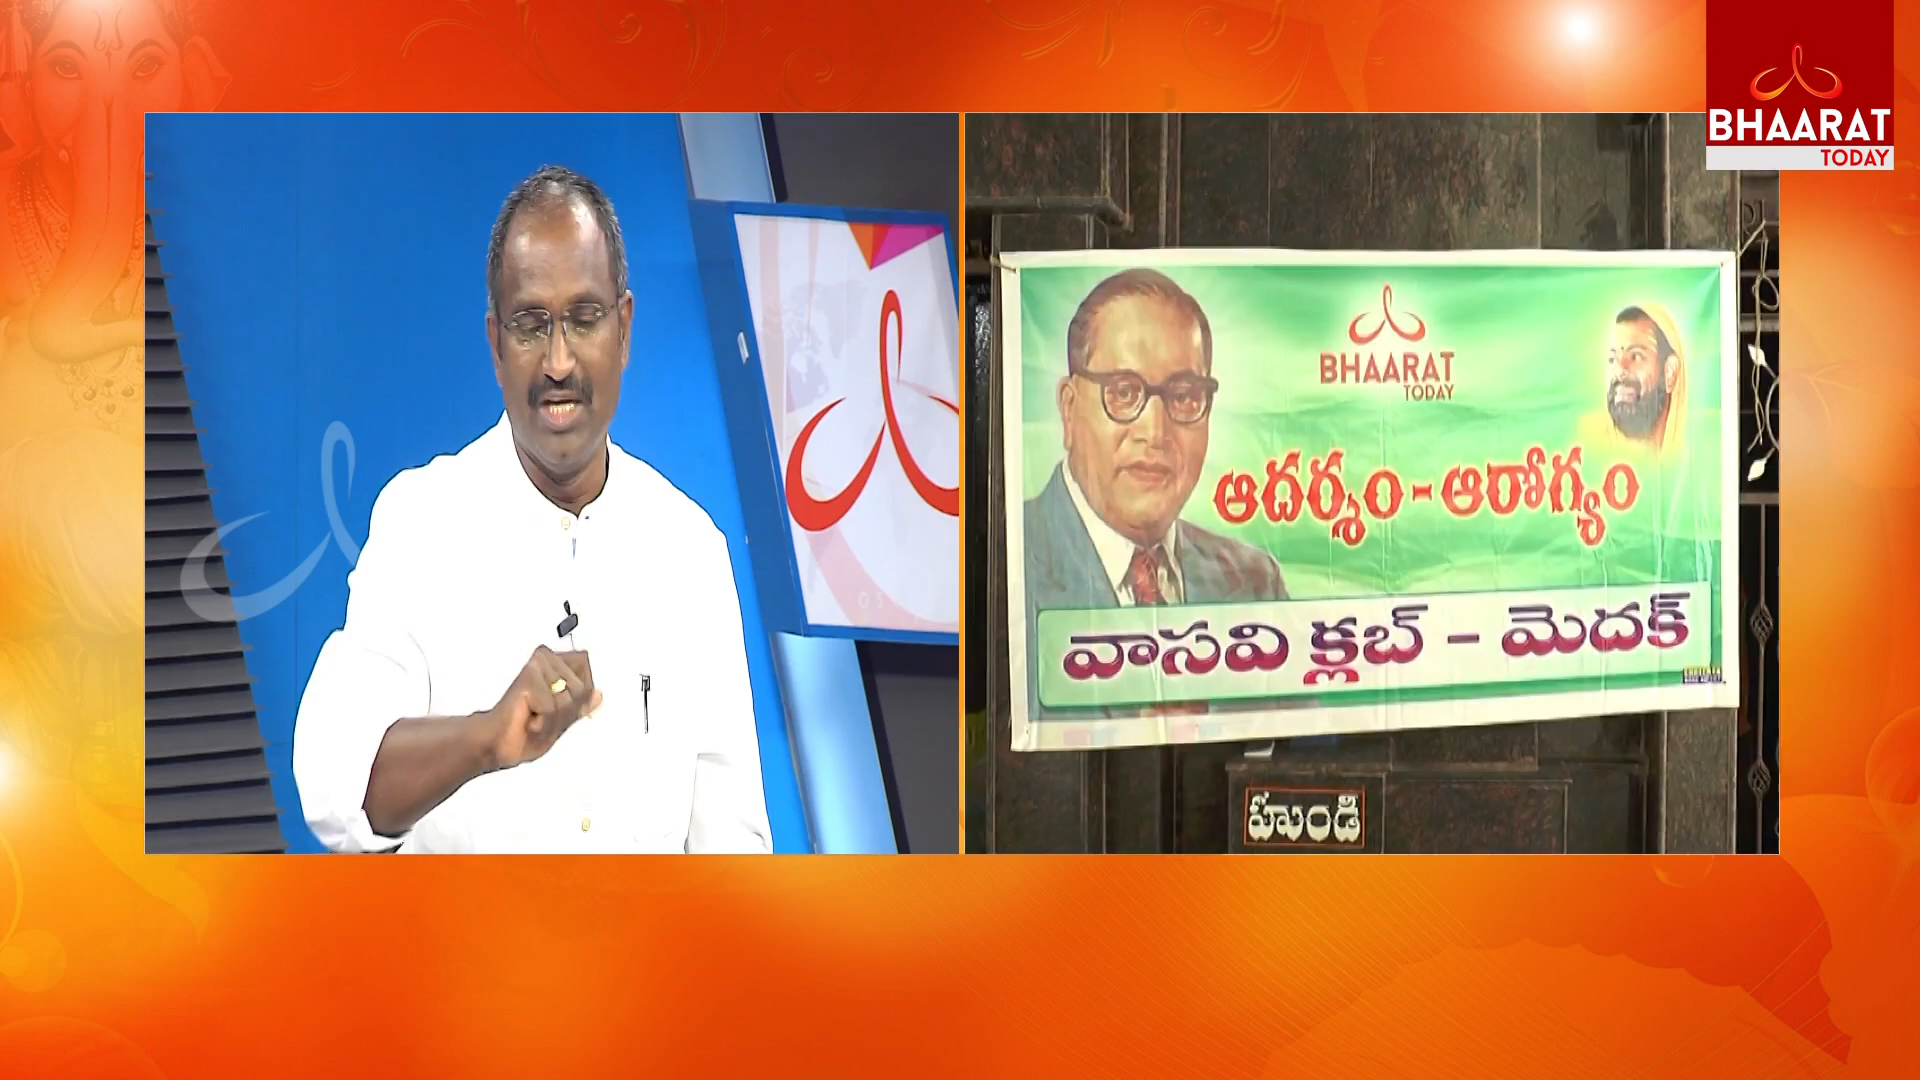 BHAARAT
TODAY
BHAARAT
TODAY
ఆదర్శం - ఆరోగ్యం
వాసవి క్లబ్ - మెదక్
హుండి